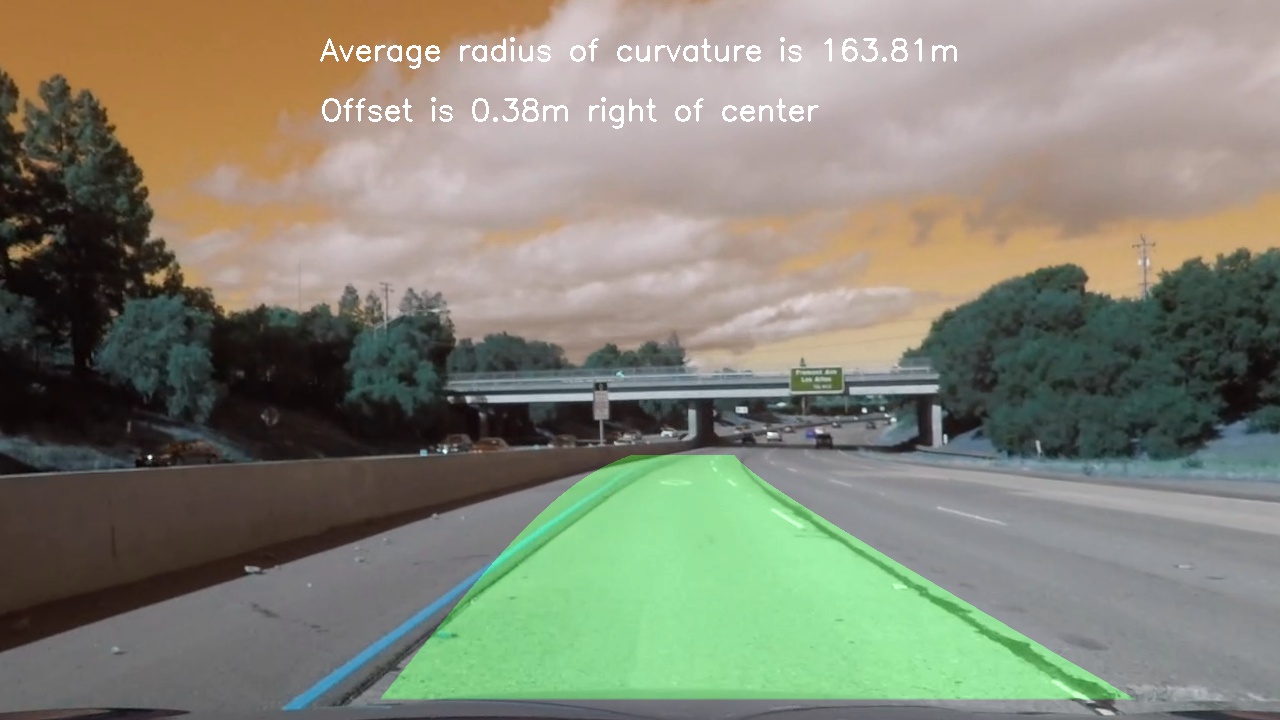 Average radius of curvature is 163.81m
Offset is 0.38m right of center
Fremont Ave
Los Altos